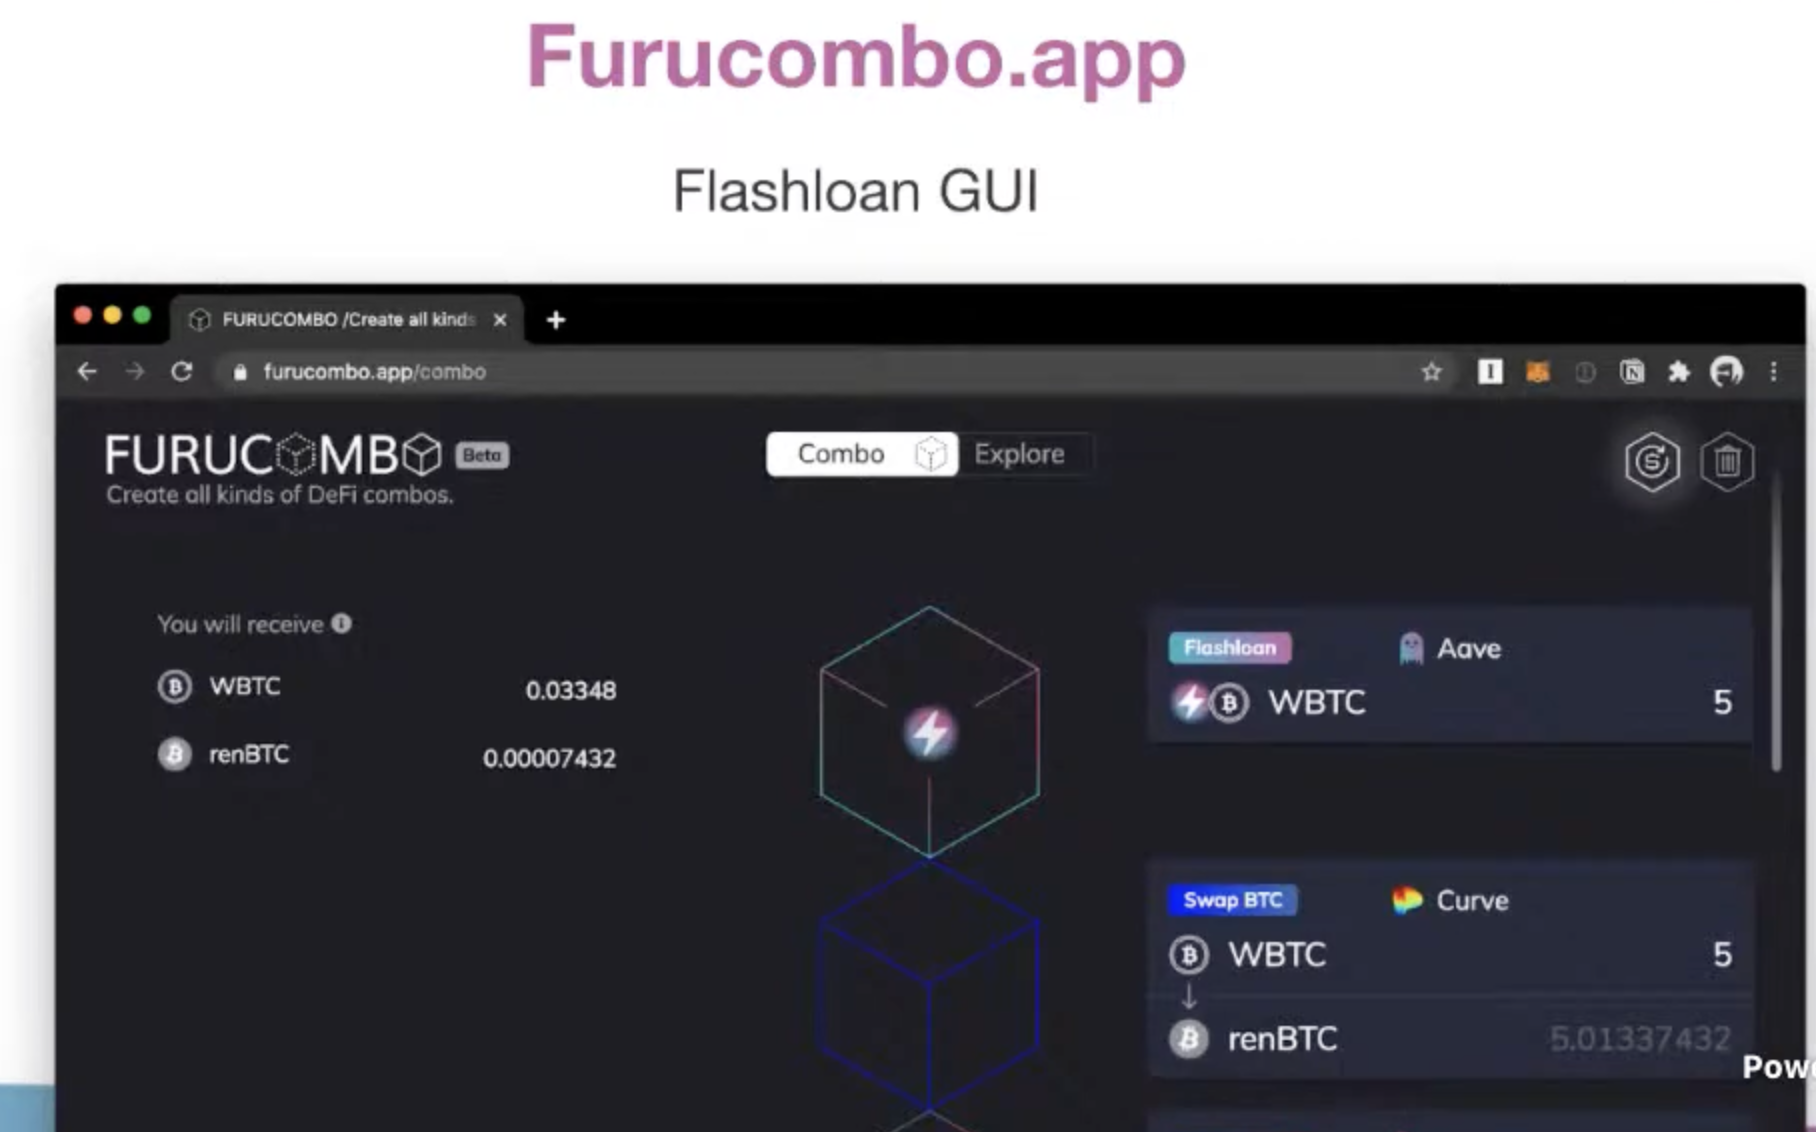 Furucombo.app
Flashloan GUI
FURUCOMBO /Create all kinds
furucombo.app/combo
FURUCOMBO Beta
Create all kinds of DeFi combos.
Combo
Explore
You will receive
WBTC 0.03348
renBTC 0.00007432
Flashloan Aave
WBTC 5
Swap BTC Curve
WBTC 5
renBTC 5.01337432